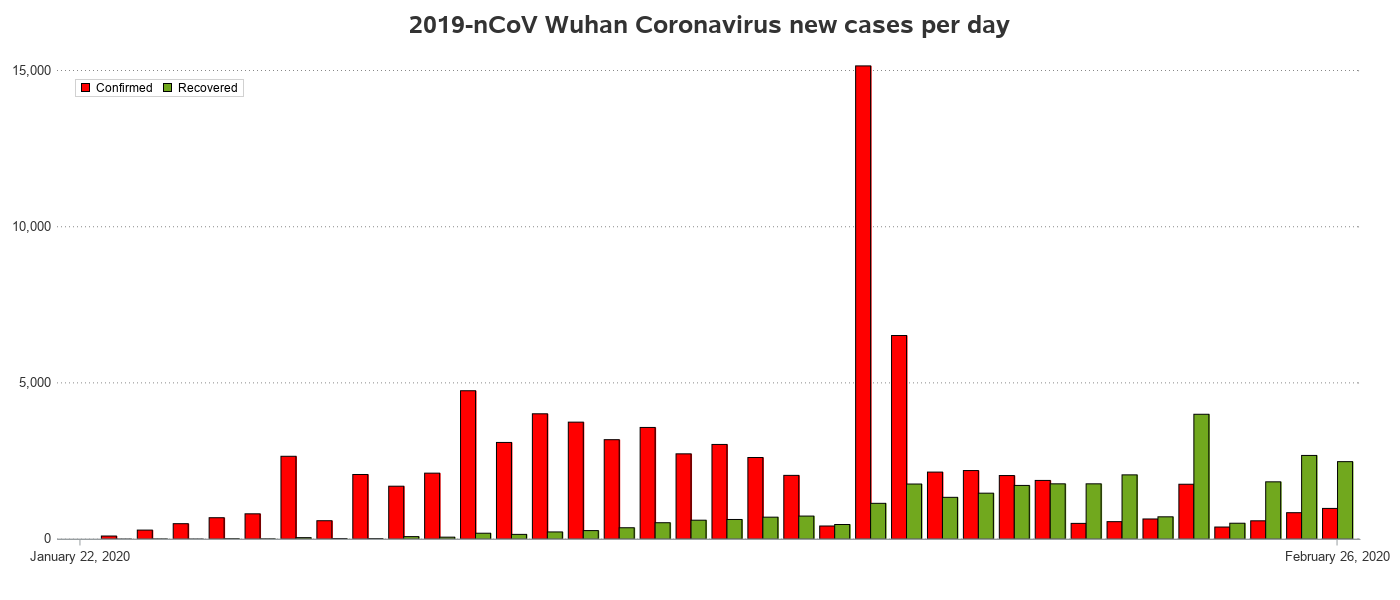 2019-nCoV Wuhan Coronavirus new cases per day
15,000
Confirmed Recovered
10,000
5,000
0
January 22, 2020 February 26, 2020